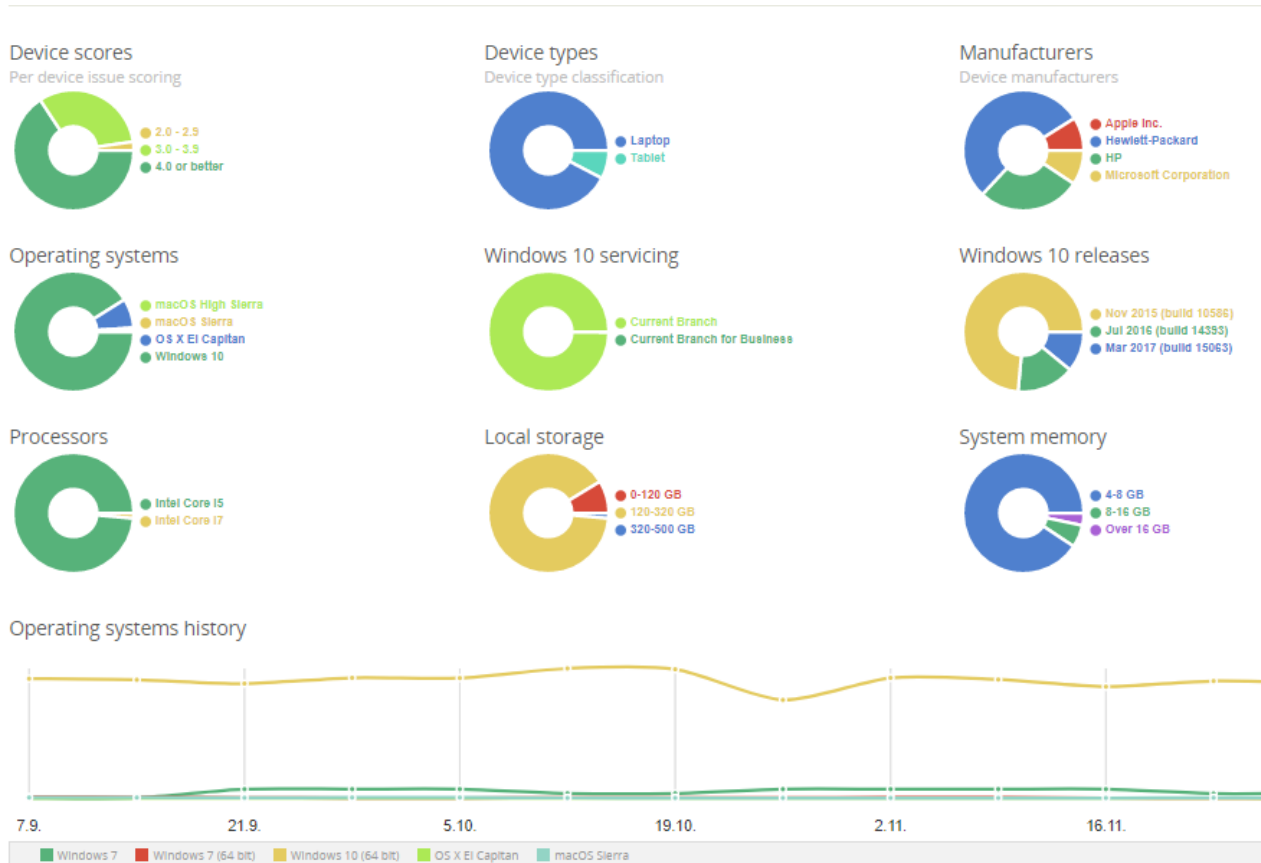 Device scores
Per device issue scoring
2.0 - 2.9
3.0 - 3.9
4.0 or better
Device types
Device type classification
Laptop
Tablet
Manufacturers
Device manufacturers
Apple Inc.
Hewlett-Packard
HP
Microsoft Corporation
Operating systems
macOS High Sierra
macOS Sierra
OS X El Capitan
Windows 10
Windows 10 servicing
Current Branch
Current Branch for Business
Windows 10 releases
Nov 2015 (build 10586)
Jul 2016 (build 14393)
Mar 2017 (build 15063)
Processors
Intel Core i5
Intel Core i7
Local storage
0-120 GB
120-320 GB
320-500 GB
System memory
4-8 GB
8-16 GB
Over 16 GB
Operating systems history
7.9. 21.9. 5.10. 19.10. 2.11. 16.11.
Windows 7 Windows 7 (64 bit) Windows 10 (64 bit) OS X El Capitan macOS Sierra